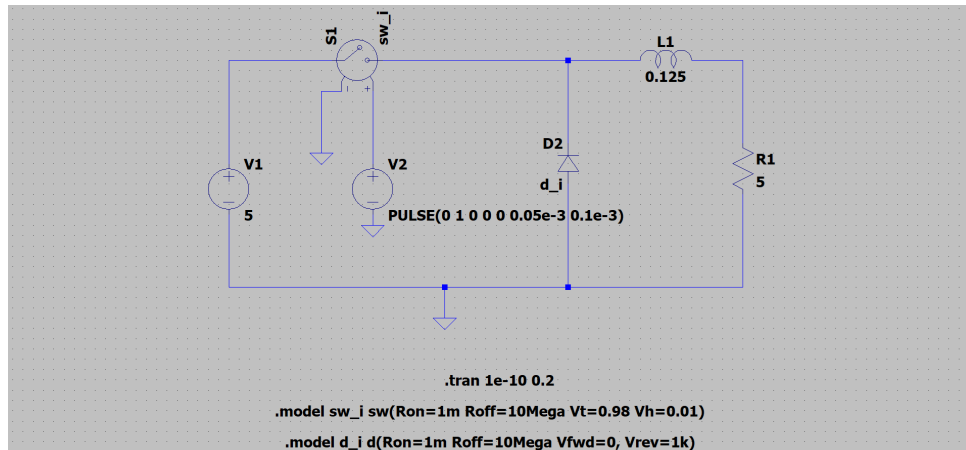 S1
sw_i
L1
0.125
V1
5
V2
PULSE(0 1 0 0 0 0.05e-3 0.1e-3)
D2
d_i
R1
5
.tran 1e-10 0.2
.model sw_i sw(Ron=1m Roff=10Mega Vt=0.98 Vh=0.01)
.model d_i d(Ron=1m Roff=10Mega Vfwd=0, Vrev=1k)